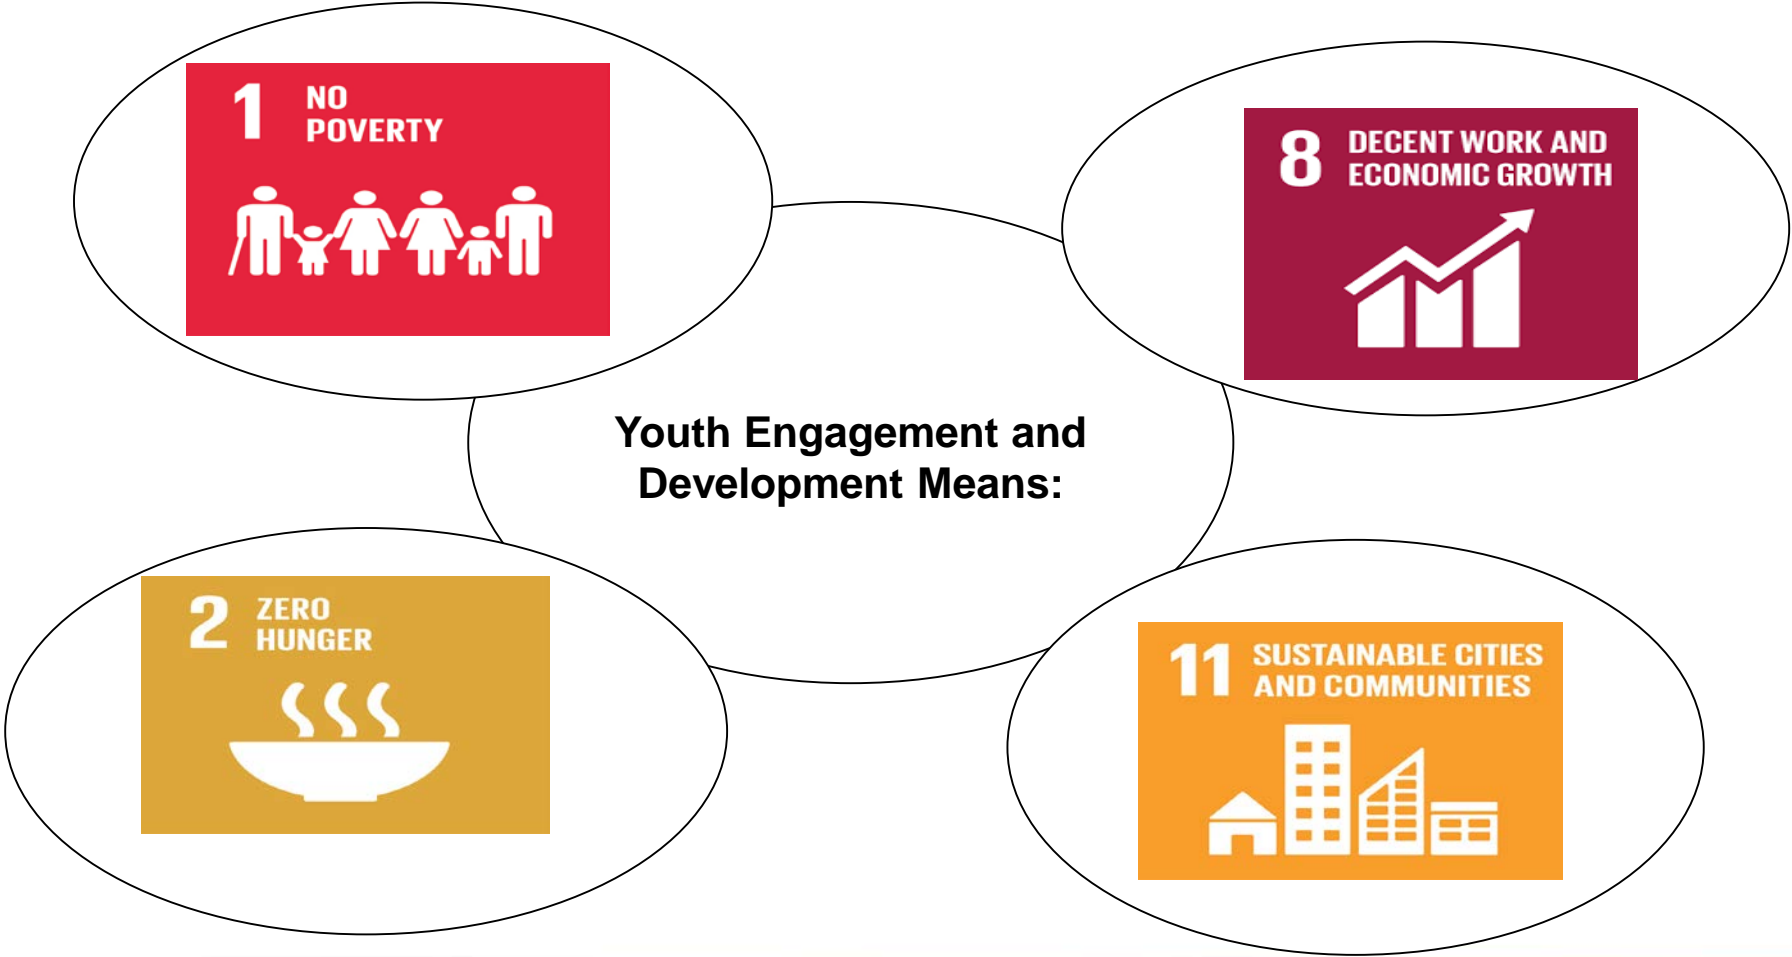 1 NO
POVERTY
8 DECENT WORK AND
ECONOMIC GROWTH
Youth Engagement and
Development Means:
2 ZERO
HUNGER
11 SUSTAINABLE CITIES
AND COMMUNITIES